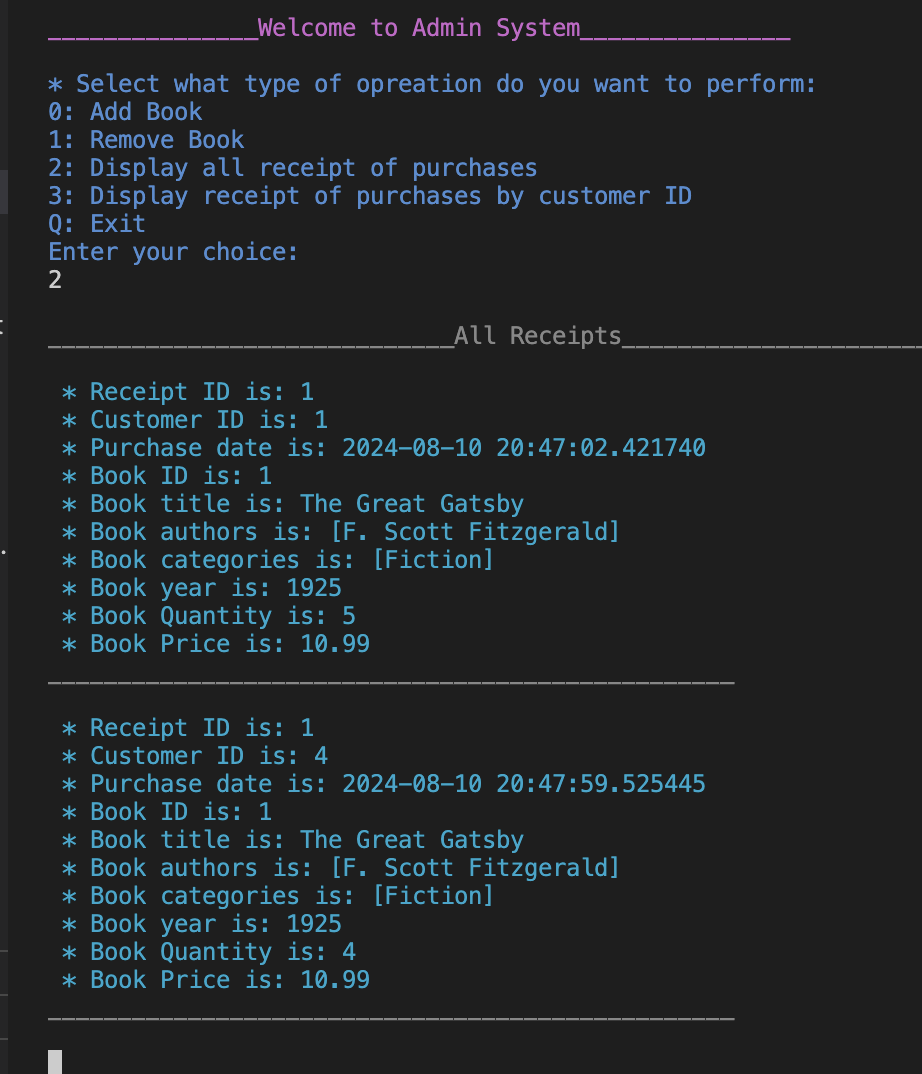 _______________Welcome to Admin System_______________
* Select what type of opreation do you want to perform:
0: Add Book
1: Remove Book
2: Display all receipt of purchases
3: Display receipt of purchases by customer ID
Q: Exit
Enter your choice:
2
_____________________________All Receipts______________________
* Receipt ID is: 1
* Customer ID is: 1
* Purchase date is: 2024-08-10 20:47:02.421740
* Book ID is: 1
* Book title is: The Great Gatsby
* Book authors is: [F. Scott Fitzgerald]
* Book categories is: [Fiction]
* Book year is: 1925
* Book Quantity is: 5
* Book Price is: 10.99
_________________________________________________
* Receipt ID is: 1
* Customer ID is: 4
* Purchase date is: 2024-08-10 20:47:59.525445
* Book ID is: 1
* Book title is: The Great Gatsby
* Book authors is: [F. Scott Fitzgerald]
* Book categories is: [Fiction]
* Book year is: 1925
* Book Quantity is: 4
* Book Price is: 10.99
_________________________________________________